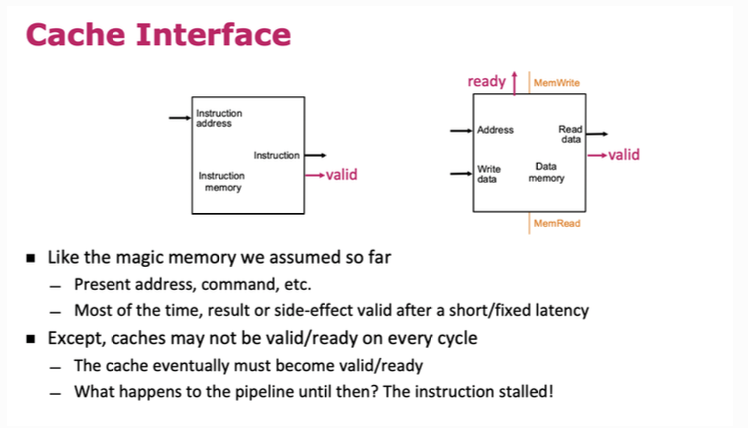 Cache Interface
ready
MemWrite
Instruction
address
Instruction
valid
Instruction
memory
Address
Read
data
valid
Write
data
Data
memory
MemRead
▪ Like the magic memory we assumed so far
– Present address, command, etc.
– Most of the time, result or side-effect valid after a short/fixed latency
▪ Except, caches may not be valid/ready on every cycle
– The cache eventually must become valid/ready
– What happens to the pipeline until then? The instruction stalled!